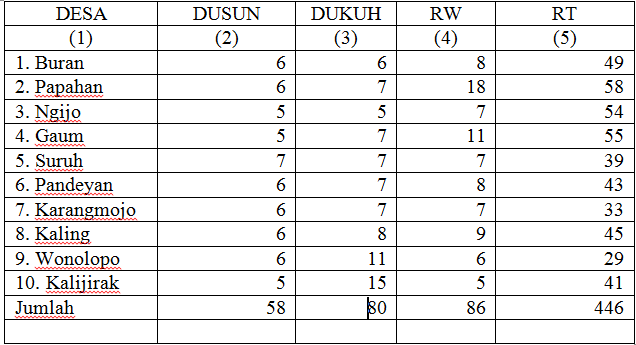 DESA DUSUN DUKUH RW RT
(1) (2) (3) (4) (5)
1. Buran 6 6 8 49
2. Papahan 6 7 18 58
3. Ngijo 5 5 7 54
4. Gaum 5 7 11 55
5. Suruh 7 7 7 39
6. Pandeyan 6 7 8 43
7. Karangmojo 6 7 7 33
8. Kaling 6 8 9 45
9. Wonolopo 6 11 6 29
10. Kalijirak 5 15 5 41
Jumlah 58 80 86 446